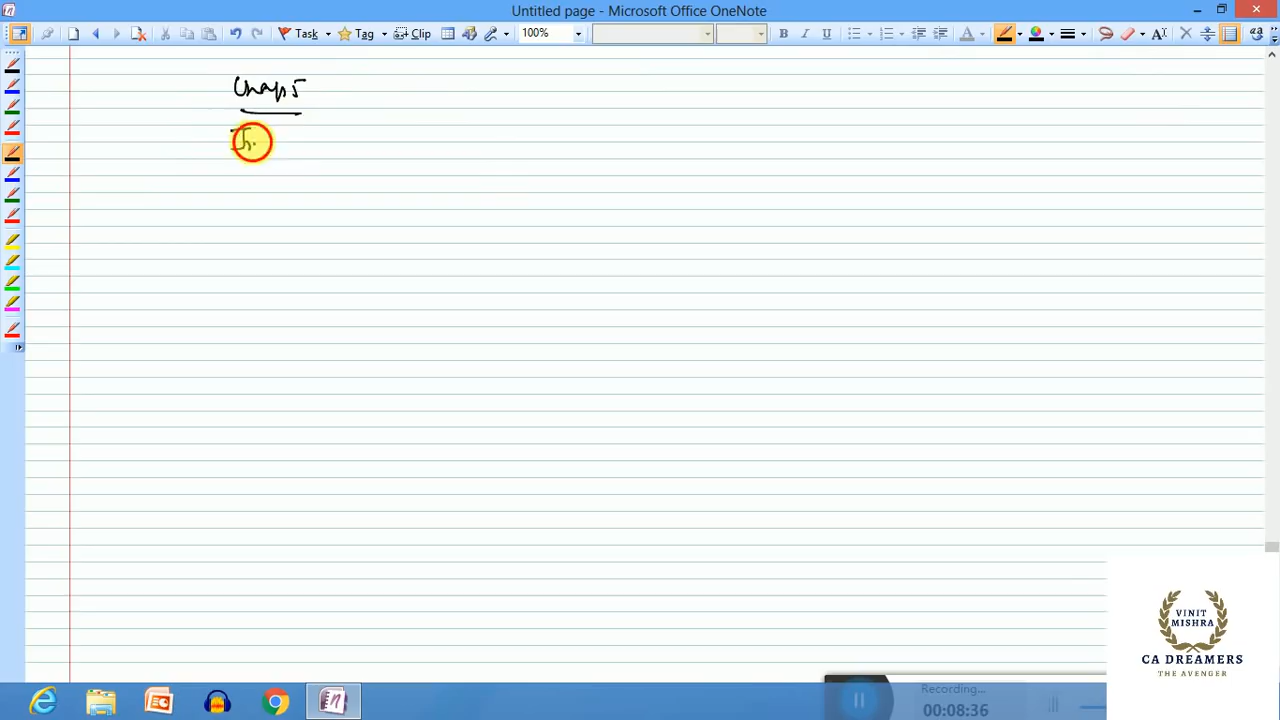 Untitled page - Microsoft Office OneNote
Task Tag Clip 100% B I U A A
Chap 5
VINIT
MISHRA
CA DREAMERS
THE AVENGER
Recording...
00:08:36